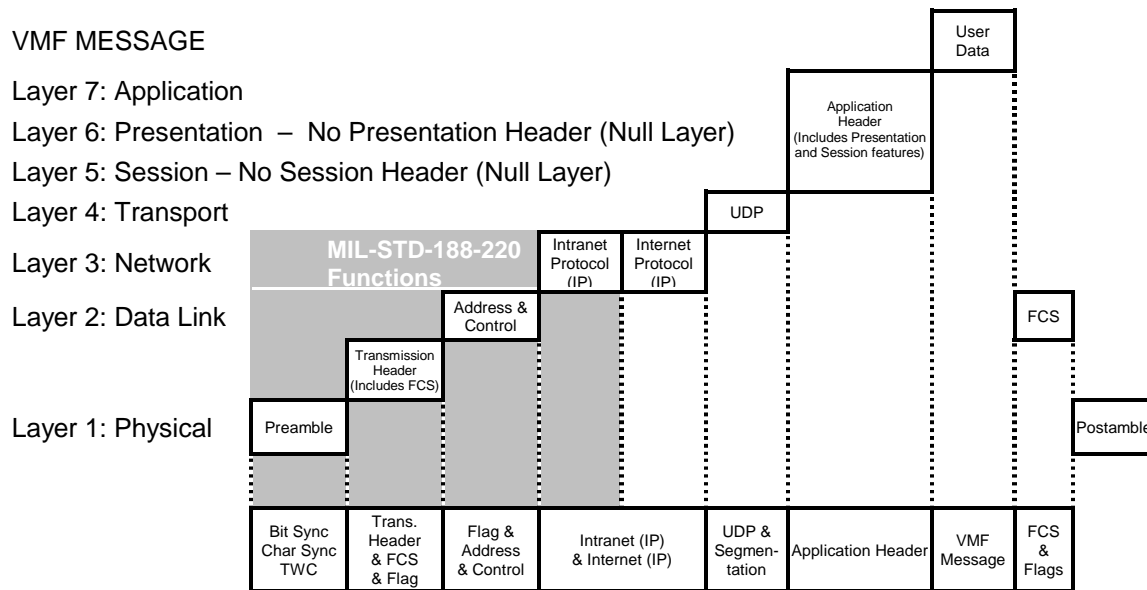 VMF MESSAGE
User
Data
Layer 7: Application
Application
Header
(Includes Presentation
and Session features)
Layer 6: Presentation – No Presentation Header (Null Layer)
Layer 5: Session – No Session Header (Null Layer)
Layer 4: Transport
UDP
Layer 3: Network
MIL-STD-188-220
Functions
Intranet
Protocol
(IP)
Internet
Protocol
(IP)
Layer 2: Data Link
Address &
Control
FCS
Transmission
Header
(Includes FCS)
Layer 1: Physical
Preamble
Postamble
Bit Sync
Char Sync
TWC
Trans.
Header
& FCS
& Flag
Flag &
Address
& Control
Intranet (IP)
& Internet (IP)
UDP &
Segmen-
tation
Application Header
VMF
Message
FCS
&
Flags